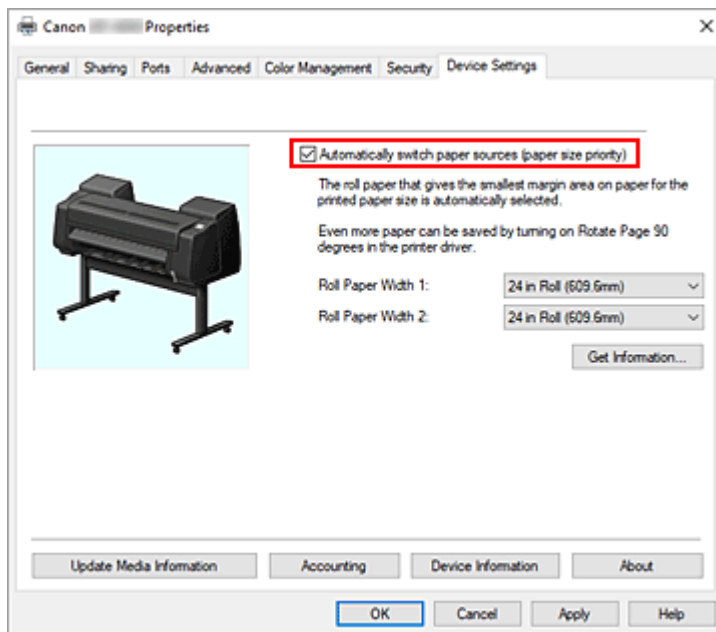 Canon Properties
General Sharing Ports Advanced Color Management Security Device Settings
Automatically switch paper sources (paper size priority)
The roll paper that gives the smallest margin area on paper for the
printed paper size is automatically selected.
Even more paper can be saved by turning on Rotate Page 90
degrees in the printer driver.
Roll Paper Width 1: 24 in Roll (609.6mm)
Roll Paper Width 2: 24 in Roll (609.6mm)
Get Information...
Update Media Information Accounting Device Information About
OK Cancel Apply Help